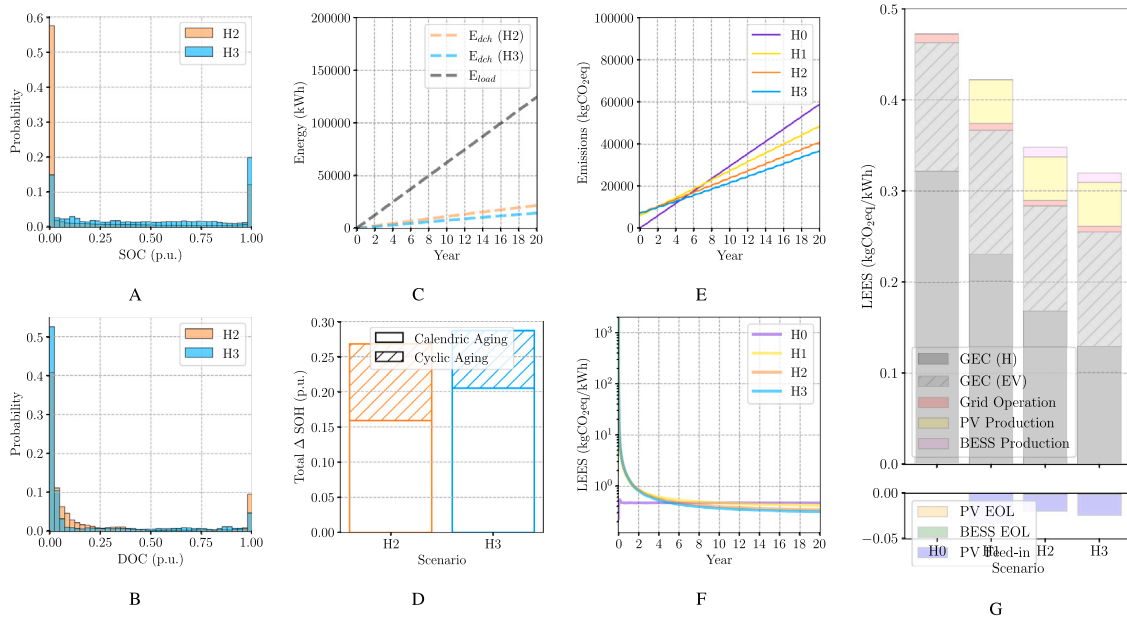 0.6
0.5
0.4
0.3
0.2
0.1
0.0
Probability
H2
H3
0.00 0.25 0.50 0.75 1.00
SOC (p.u.)
A
200000
150000
100000
50000
0
Energy (kWh)
E_dch (H2)
E_dch (H3)
E_load
0 2 4 6 8 10 12 14 16 18 20
Year
C
100000
80000
60000
40000
20000
0
Emissions (kgCO₂eq)
H0
H1
H2
H3
0 2 4 6 8 10 12 14 16 18 20
Year
E
0.5
0.4
0.3
0.2
0.1
0.0
LEES (kgCO₂eq/kWh)
GEC (H)
GEC (EV)
Grid Operation
PV Production
BESS Production
0.00
−0.05
PV EOL
BESS EOL
PV Feed-in
H0 H1 H2 H3
Scenario
G
0.5
0.4
0.3
0.2
0.1
0.0
Probability
H2
H3
0.00 0.25 0.50 0.75 1.00
DOC (p.u.)
B
0.30
0.25
0.20
0.15
0.10
0.05
0.00
Total Δ SOH (p.u.)
Calendric Aging
Cyclic Aging
H2 H3
Scenario
D
10³
10²
10¹
10⁰
LEES (kgCO₂eq/kWh)
H0
H1
H2
H3
0 2 4 6 8 10 12 14 16 18 20
Year
F